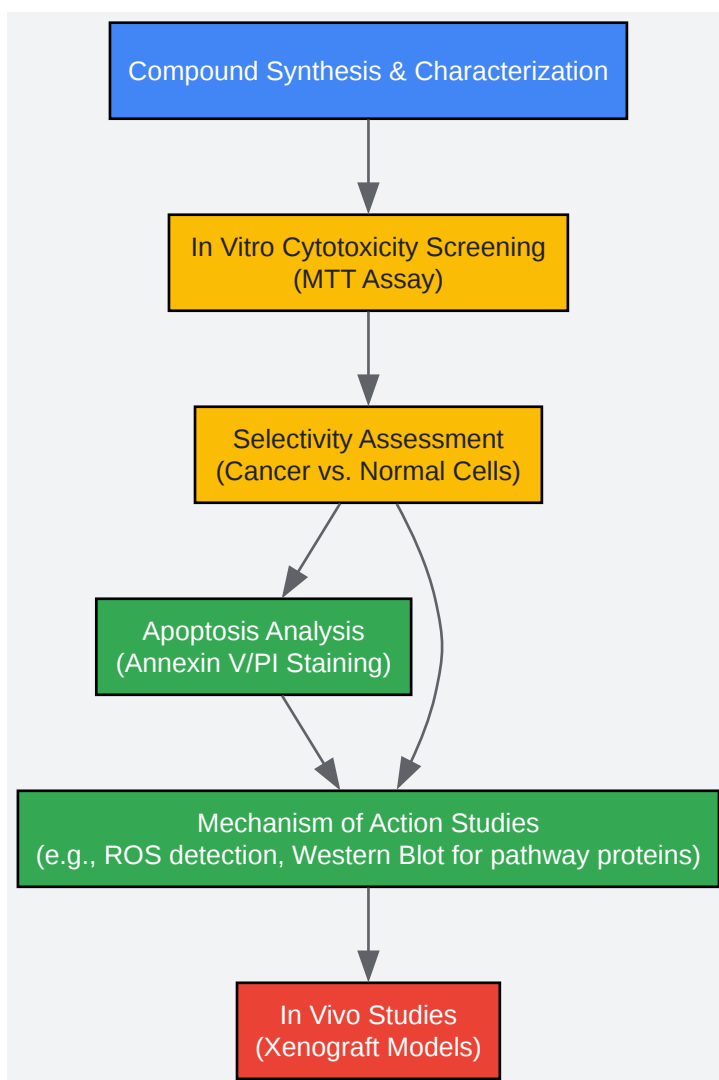 Compound Synthesis & Characterization
In Vitro Cytotoxicity Screening
(MTT Assay)
Selectivity Assessment
(Cancer vs. Normal Cells)
Apoptosis Analysis
(Annexin V/PI Staining)
Mechanism of Action Studies
(e.g., ROS detection, Western Blot for pathway proteins)
In Vivo Studies
(Xenograft Models)